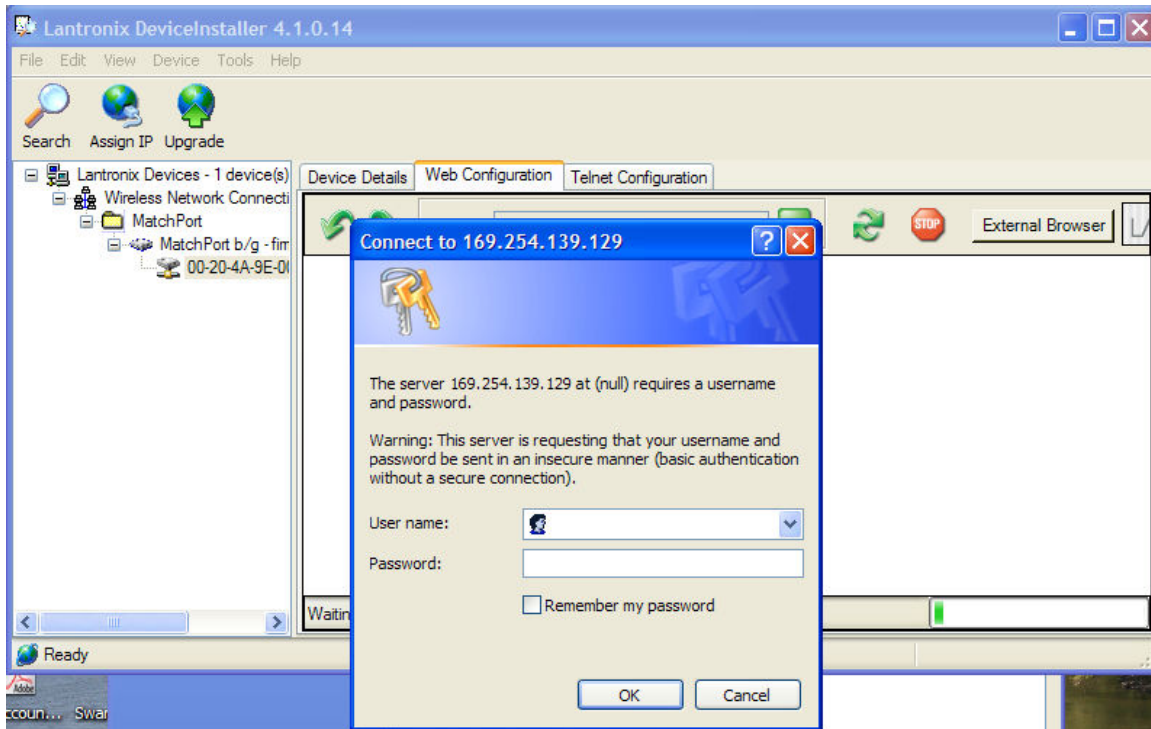 Lantronix DeviceInstaller 4.1.0.14
File Edit View Device Tools Help
Search Assign IP Upgrade
Lantronix Devices - 1 device(s)
Wireless Network Connecti
MatchPort
MatchPort b/g - firm
00-20-4A-9E-0
Device Details Web Configuration Telnet Configuration
STOP External Browser
Connect to 169.254.139.129
The server 169.254.139.129 at (null) requires a username
and password.
Warning: This server is requesting that your username and
password be sent in an insecure manner (basic authentication
without a secure connection).
User name:
Password:
Remember my password
OK Cancel
Waitin
Ready
Adobe
ccoun... Swar